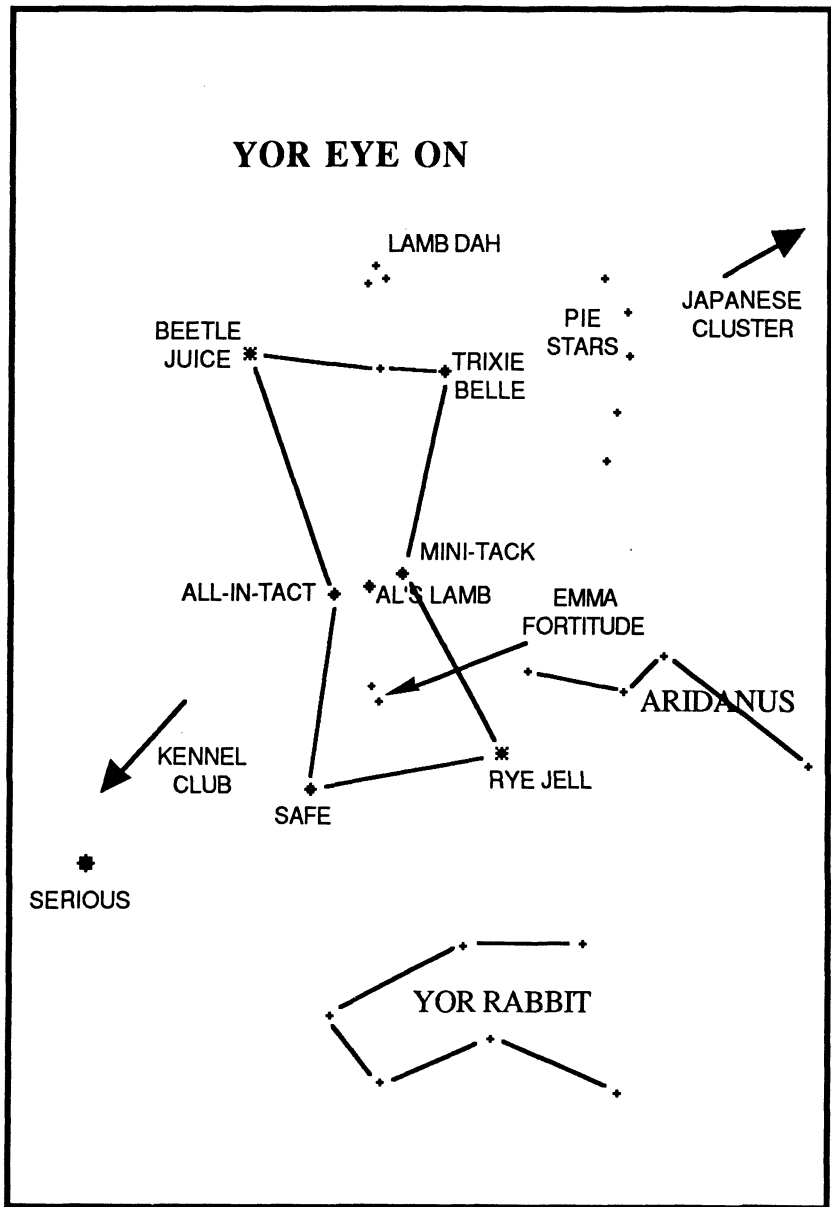 YOR EYE ON
LAMB DAH
JAPANESE
CLUSTER
PIE
STARS
BEETLE
JUICE
TRIXIE
BELLE
MINI-TACK
ALL-IN-TACT
AL'S LAMB
EMMA
FORTITUDE
ARIDANUS
KENNEL
CLUB
RYE JELL
SAFE
SERIOUS
YOR RABBIT